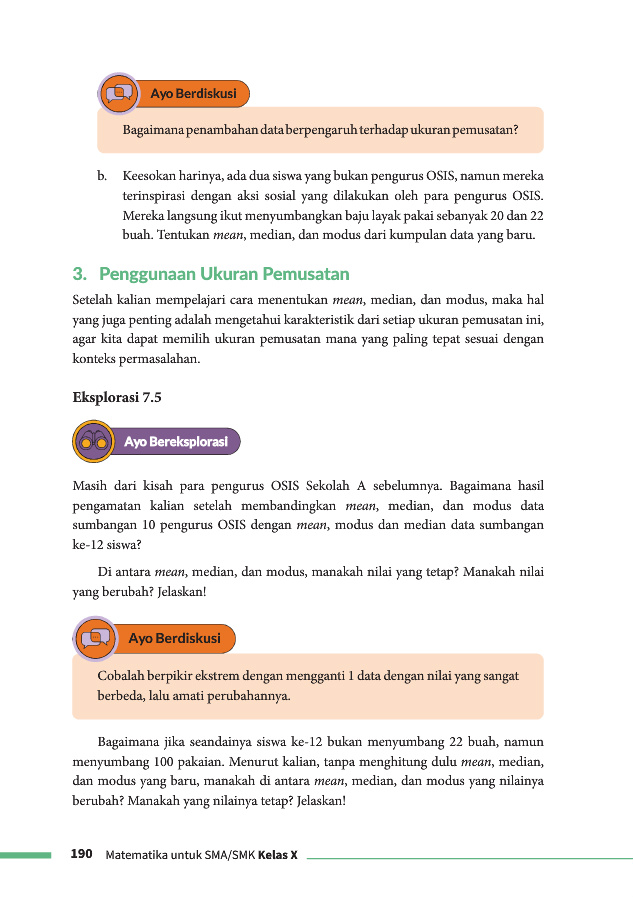 Ayo Berdiskusi
Bagaimana penambahan data berpengaruh terhadap ukuran pemusatan?
b. Keesokan harinya, ada dua siswa yang bukan pengurus OSIS, namun mereka
terinspirasi dengan aksi sosial yang dilakukan oleh para pengurus OSIS.
Mereka langsung ikut menyumbangkan baju layak pakai sebanyak 20 dan 22
buah. Tentukan mean, median, dan modus dari kumpulan data yang baru.
3. Penggunaan Ukuran Pemusatan
Setelah kalian mempelajari cara menentukan mean, median, dan modus, maka hal
yang juga penting adalah mengetahui karakteristik dari setiap ukuran pemusatan ini,
agar kita dapat memilih ukuran pemusatan mana yang paling tepat sesuai dengan
konteks permasalahan.
Eksplorasi 7.5
Ayo Bereksplorasi
Masih dari kisah para pengurus OSIS Sekolah A sebelumnya. Bagaimana hasil
pengamatan kalian setelah membandingkan mean, median, dan modus data
sumbangan 10 pengurus OSIS dengan mean, modus dan median data sumbangan
ke-12 siswa?
Di antara mean, median, dan modus, manakah nilai yang tetap? Manakah nilai
yang berubah? Jelaskan!
Ayo Berdiskusi
Cobalah berpikir ekstrem dengan mengganti 1 data dengan nilai yang sangat
berbeda, lalu amati perubahannya.
Bagaimana jika seandainya siswa ke-12 bukan menyumbang 22 buah, namun
menyumbang 100 pakaian. Menurut kalian, tanpa menghitung dulu mean, median,
dan modus yang baru, manakah di antara mean, median, dan modus yang nilainya
berubah? Manakah yang nilainya tetap? Jelaskan!
190 Matematika untuk SMA/SMK Kelas X